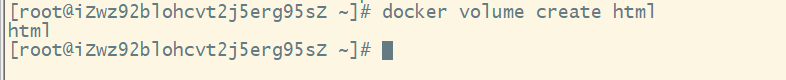 [root@iZwz92blohcvt2j5erg95sZ ~]# docker volume create html
html
[root@iZwz92blohcvt2j5erg95sZ ~]#